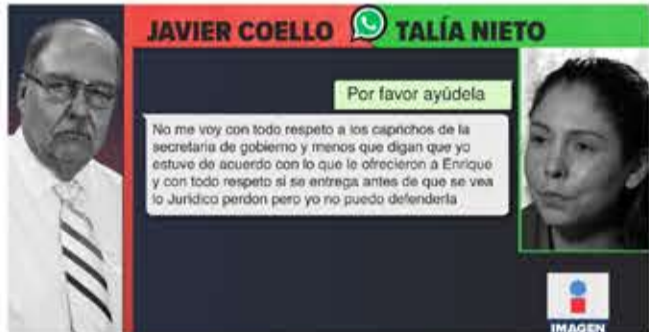 JAVIER COELLO TALÍA NIETO
Por favor ayúdela
No me voy con todo respeto a los caprichos de la
secretaria de gobierno y menos que digan que yo
estuve de acuerdo con lo que le ofrecieron a Enrique
y con todo respeto si se entrega antes de que se vea
lo Jurídico perdon pero yo no puedo defenderla
IMAGEN